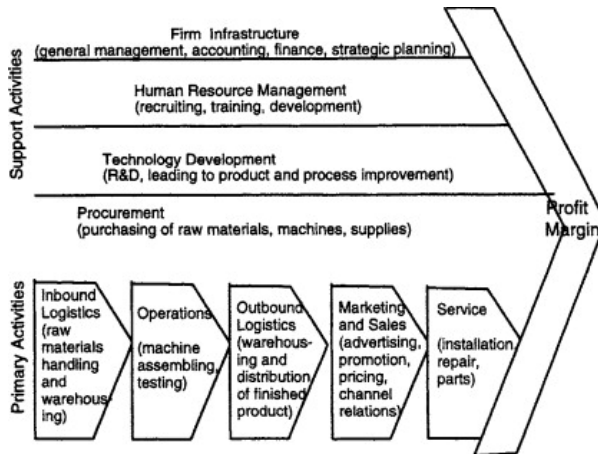 Support Activities
Firm Infrastructure
(general management, accounting, finance, strategic planning)
Human Resource Management
(recruiting, training, development)
Technology Development
(R&D, leading to product and process improvement)
Procurement
(purchasing of raw materials, machines, supplies)
Profit
Margin
Primary Activities
Inbound
Logistics
(raw
materials
handling
and
warehous-
ing)
Operations
(machine
assembling,
testing)
Outbound
Logistics
(warehous-
ing and
distribution
of finished
product)
Marketing
and Sales
(advertising,
promotion,
pricing,
channel
relations)
Service
(installation,
repair,
parts)